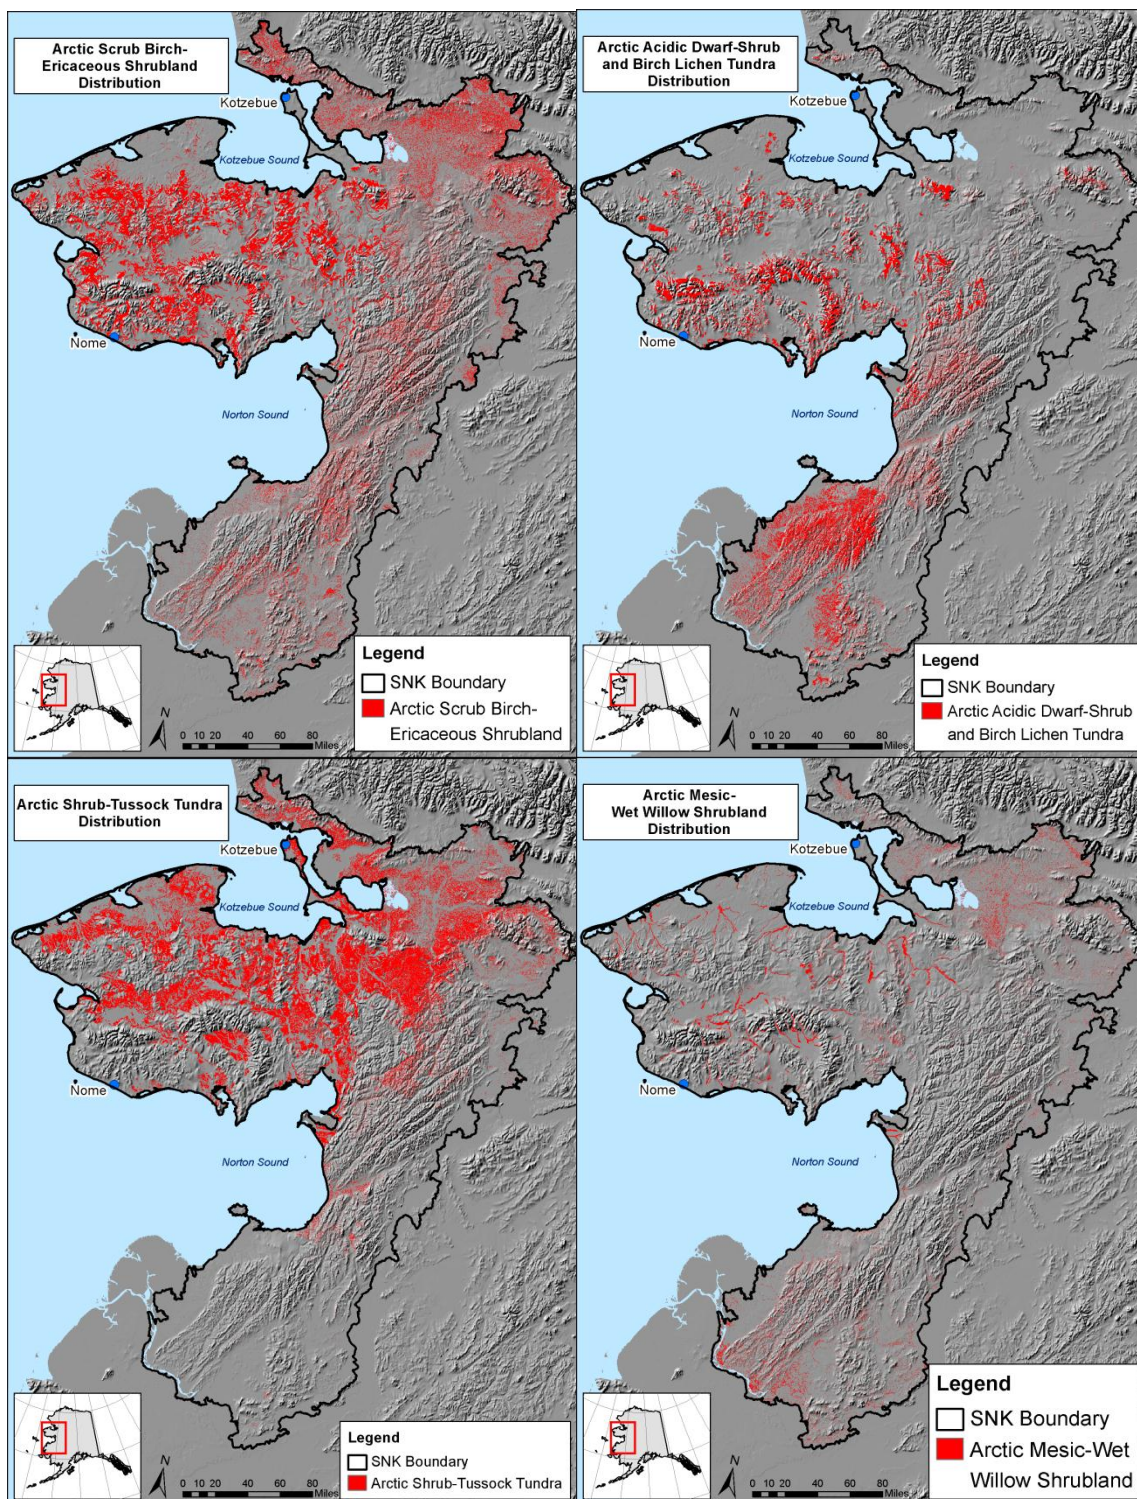 Arctic Scrub Birch-
Ericaceous Shrubland
Distribution
Kotzebue
Kotzebue Sound
Nome
Norton Sound
Legend
SNK Boundary
Arctic Scrub Birch-
Ericaceous Shrubland
N
0 10 20 40 60 80
Miles
Arctic Acidic Dwarf-Shrub
and Birch Lichen Tundra
Distribution
Kotzebue
Kotzebue Sound
Nome
Norton Sound
Legend
SNK Boundary
Arctic Acidic Dwarf-Shrub
and Birch Lichen Tundra
N
0 10 20 40 60 80
Miles
Arctic Shrub-Tussock Tundra
Distribution
Kotzebue
Kotzebue Sound
Nome
Norton Sound
Legend
SNK Boundary
Arctic Shrub-Tussock Tundra
N
0 10 20 40 60 80
Miles
Arctic Mesic-
Wet Willow Shrubland
Distribution
Kotzebue
Kotzebue Sound
Nome
Norton Sound
Legend
SNK Boundary
Arctic Mesic-Wet
Willow Shrubland
N
0 10 20 40 60 80
Miles